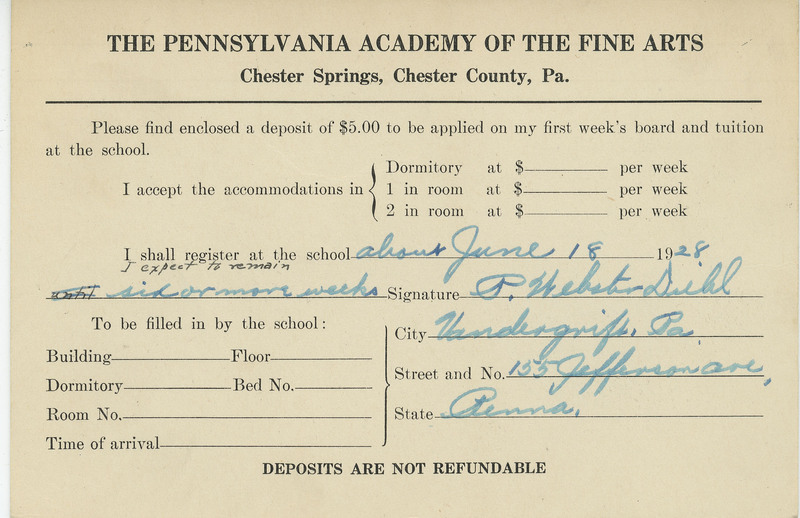 THE PENNSYLVANIA ACADEMY OF THE FINE ARTS
Chester Springs, Chester County, Pa.
Please find enclosed a deposit of $5.00 to be applied on my first week's board and tuition
at the school.
I accept the accommodations in
Dormitory at $ per week
1 in room at $ per week
2 in room at $ per week
I shall register at the school about June 18 1928
I expect to remain
until six or more weeks Signature P. Webster Diehl
To be filled in by the school:
City Vandergrift, Pa
Building Floor
Street and No. 155 Jefferson ave,
Dormitory Bed No.
State Penna.
Room No.
Time of arrival
DEPOSITS ARE NOT REFUNDABLE